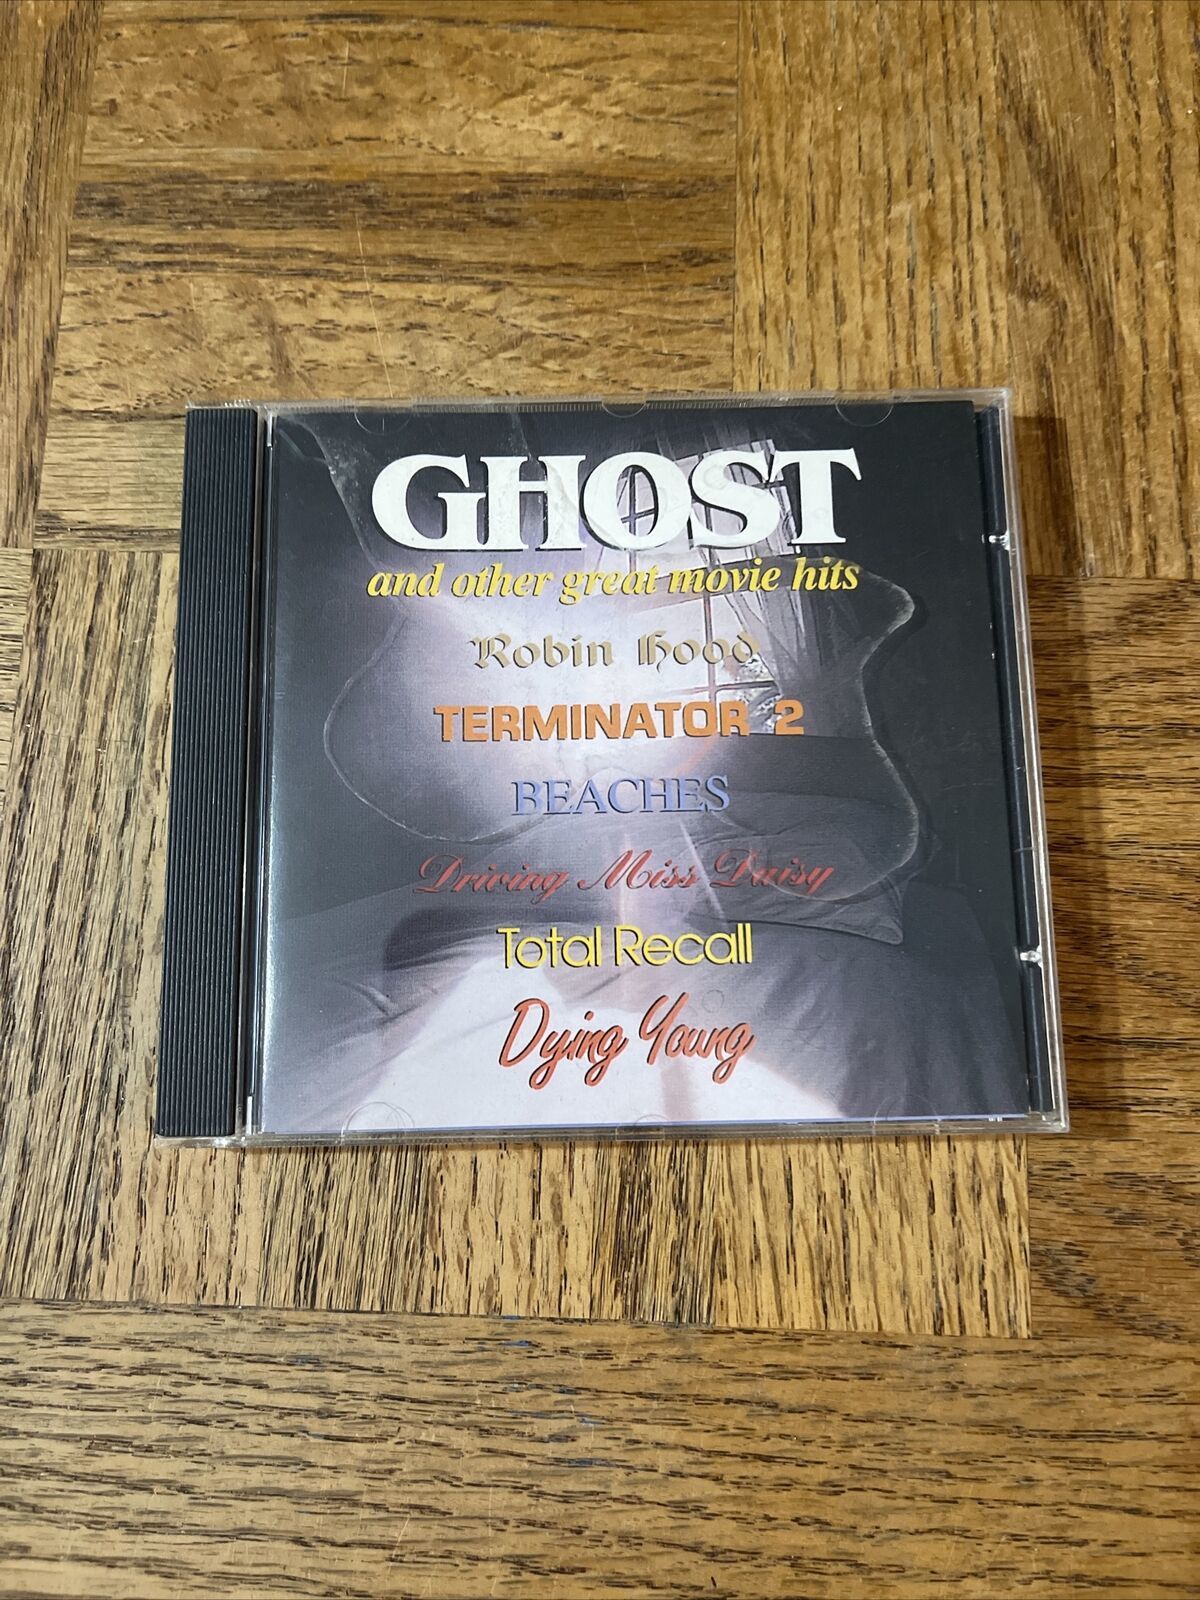 GHOST
and other great movie hits
Robin Hood
TERMINATOR 2
BEACHES
Driving Miss Daisy
Total Recall
Dying Young